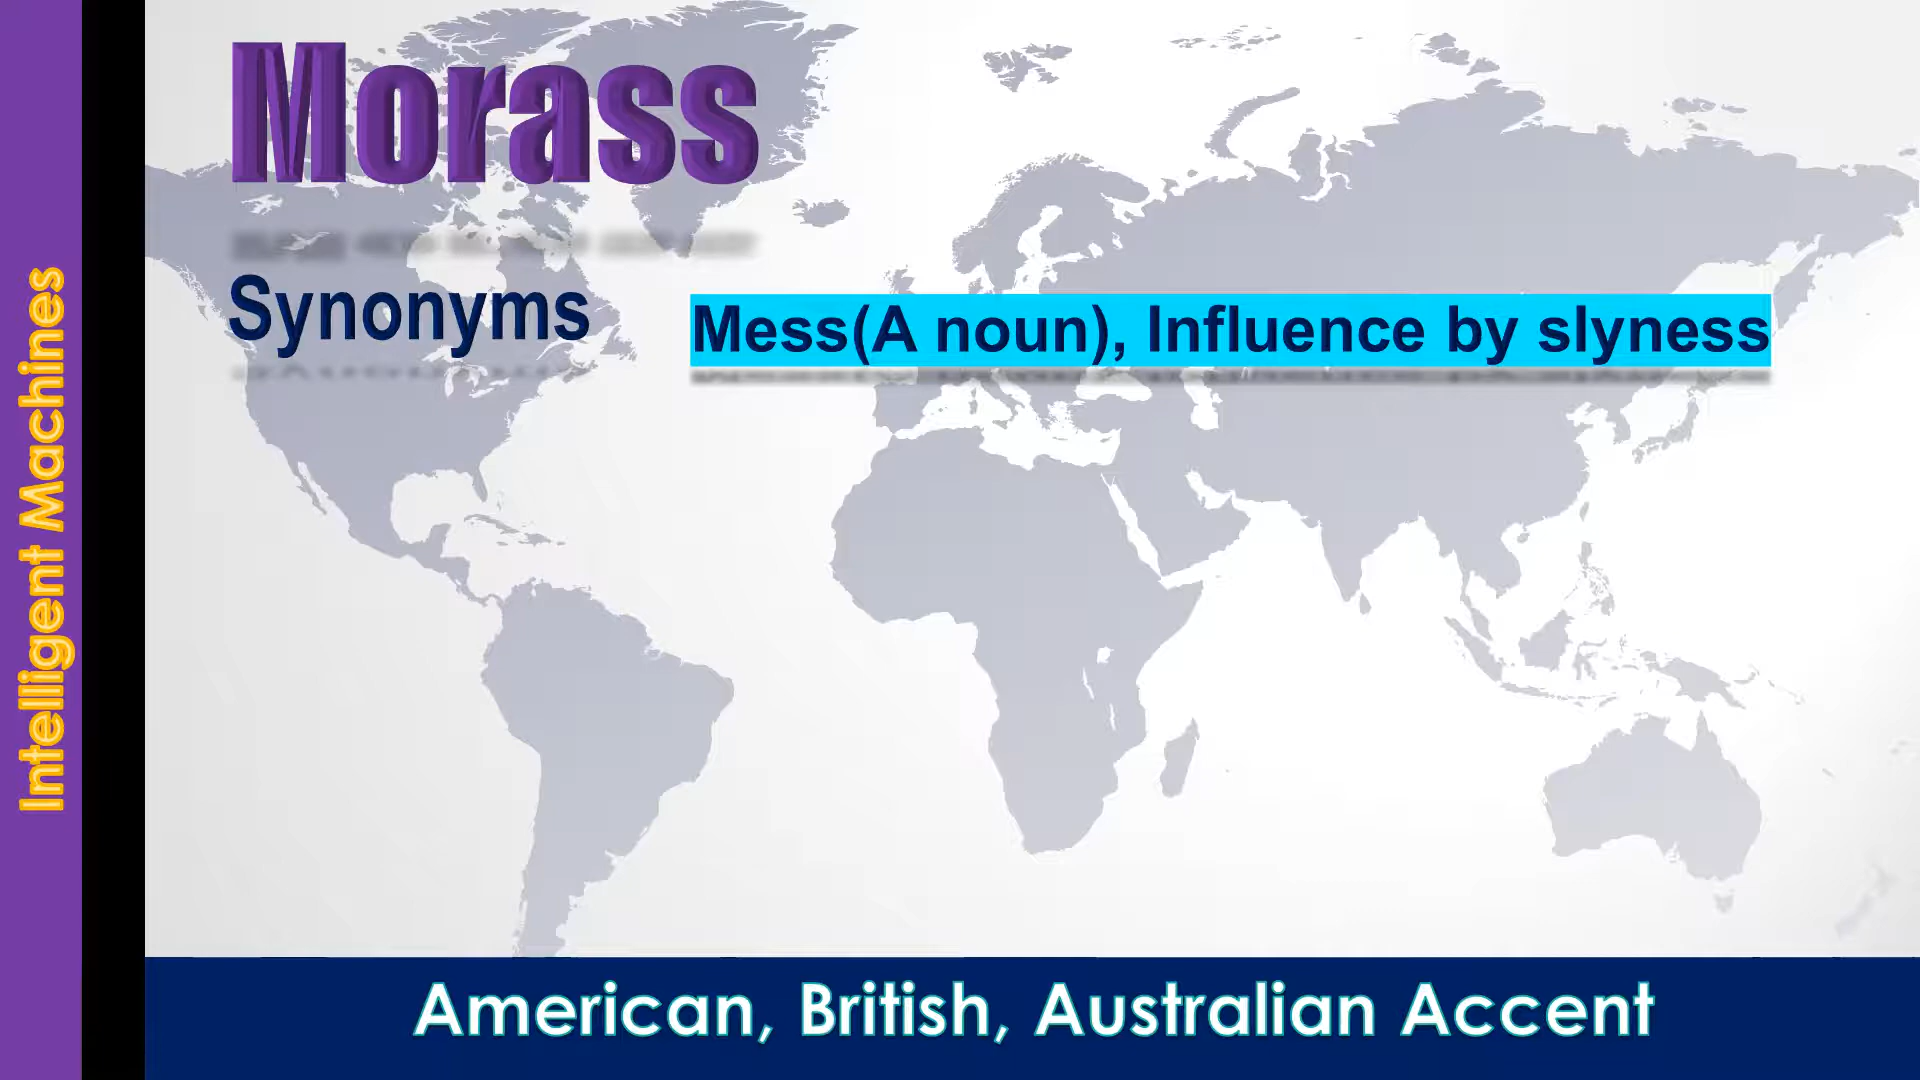 Morass
Synonyms
Mess(A noun), Influence by slyness
Intelligent Machines
American, British, Australian Accent